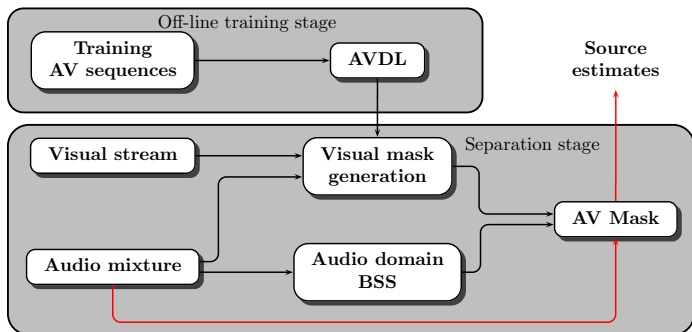 Off-line training stage
Training
AV sequences
AVDL
Source
estimates
Separation stage
Visual stream
Visual mask
generation
AV Mask
Audio mixture
Audio domain
BSS